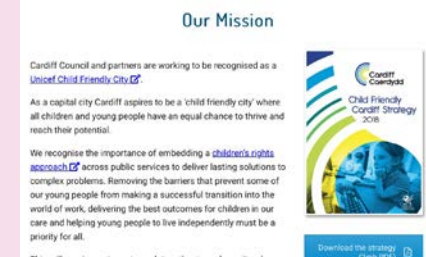 Our Mission
Cardiff Council and partners are working to be recognised as a
Unicef Child Friendly City
As a capital city Cardiff aspires to be a 'child friendly city' where
all children and young people have an equal chance to thrive and
reach their potential.
We recognise the importance of embedding a children's rights
approach across public services to deliver lasting solutions to
complex problems. Removing the barriers that prevent some of
our young people from making a successful transition into the
world of work, delivering the best outcomes for children in our
care and helping young people to live independently must be a
priority for all.
Cardiff
Caerdydd
Child Friendly
Cardiff Strategy
2018
Download the strategy